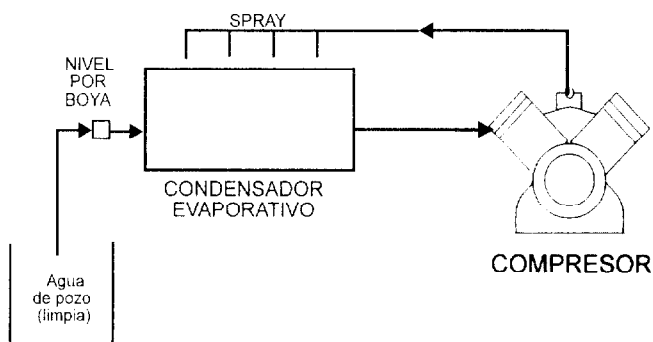 SPRAY
NIVEL
POR
BOYA
CONDENSADOR
EVAPORATIVO
COMPRESOR
Agua
de pozo
(limpia)